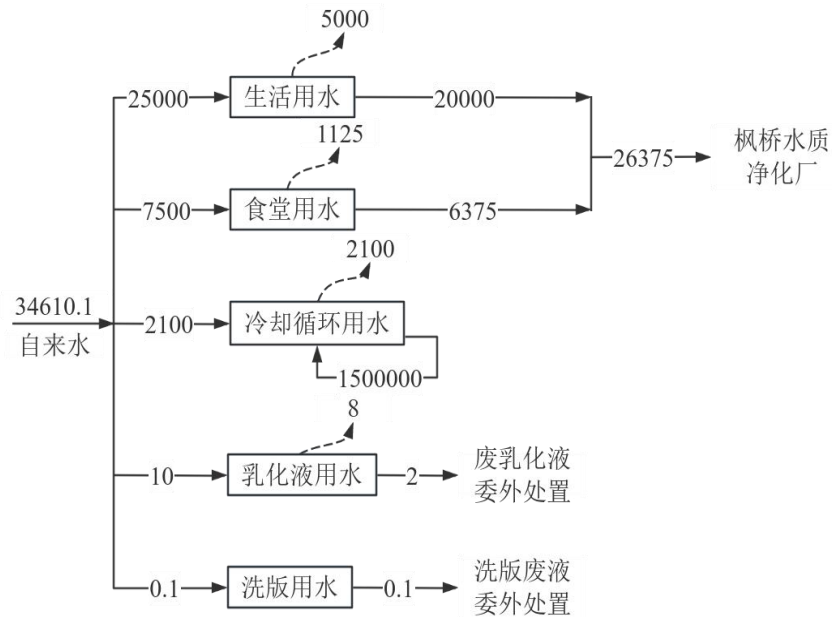 5000
25000
生活用水
20000
1125
26375
枫桥水质
净化厂
7500
食堂用水
6375
2100
34610.1
自来水
2100
冷却循环用水
1500000
8
10
乳化液用水
2
废乳化液
委外处置
0.1
洗版用水
0.1
洗版废液
委外处置